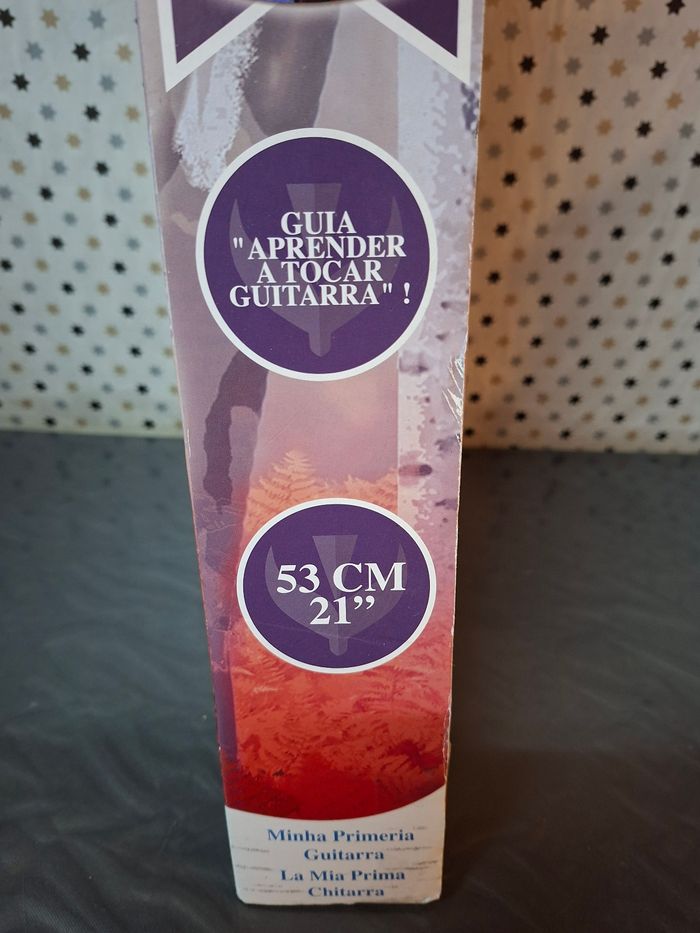 GUIA
"APRENDER
A TOCAR
GUITARRA" !
53 CM
21”
Minha Primeria
Guitarra
La Mia Prima
Chitarra